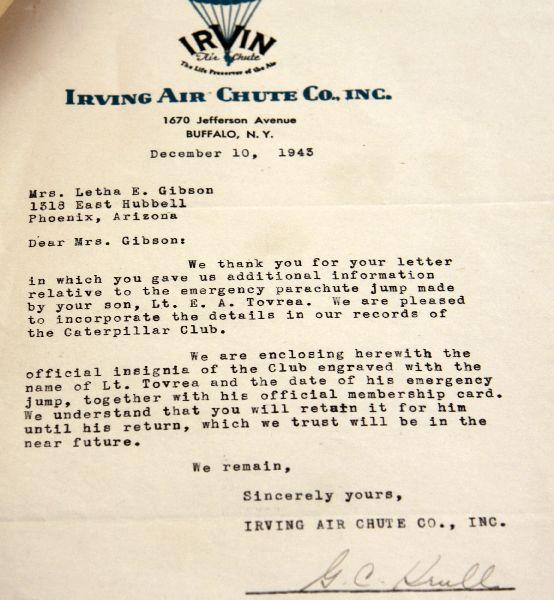 IRVIN
Air Chute
The Life Preserver of the Air
IRVING AIR CHUTE CO., INC.
1670 Jefferson Avenue
BUFFALO, N. Y.
December 10, 1943
Mrs. Letha E. Gibson
1318 East Hubbell
Phoenix, Arizona
Dear Mrs. Gibson:
We thank you for your letter
in which you gave us additional information
relative to the emergency parachute jump made
by your son, Lt. E. A. Tovrea. We are pleased
to incorporate the details in our records of
the Caterpillar Club.
We are enclosing herewith the
official insignia of the Club engraved with the
name of Lt. Tovrea and the date of his emergency
jump, together with his official membership card.
We understand that you will retain it for him
until his return, which we trust will be in the
near future.
We remain,
Sincerely yours,
IRVING AIR CHUTE CO., INC.
G. C.